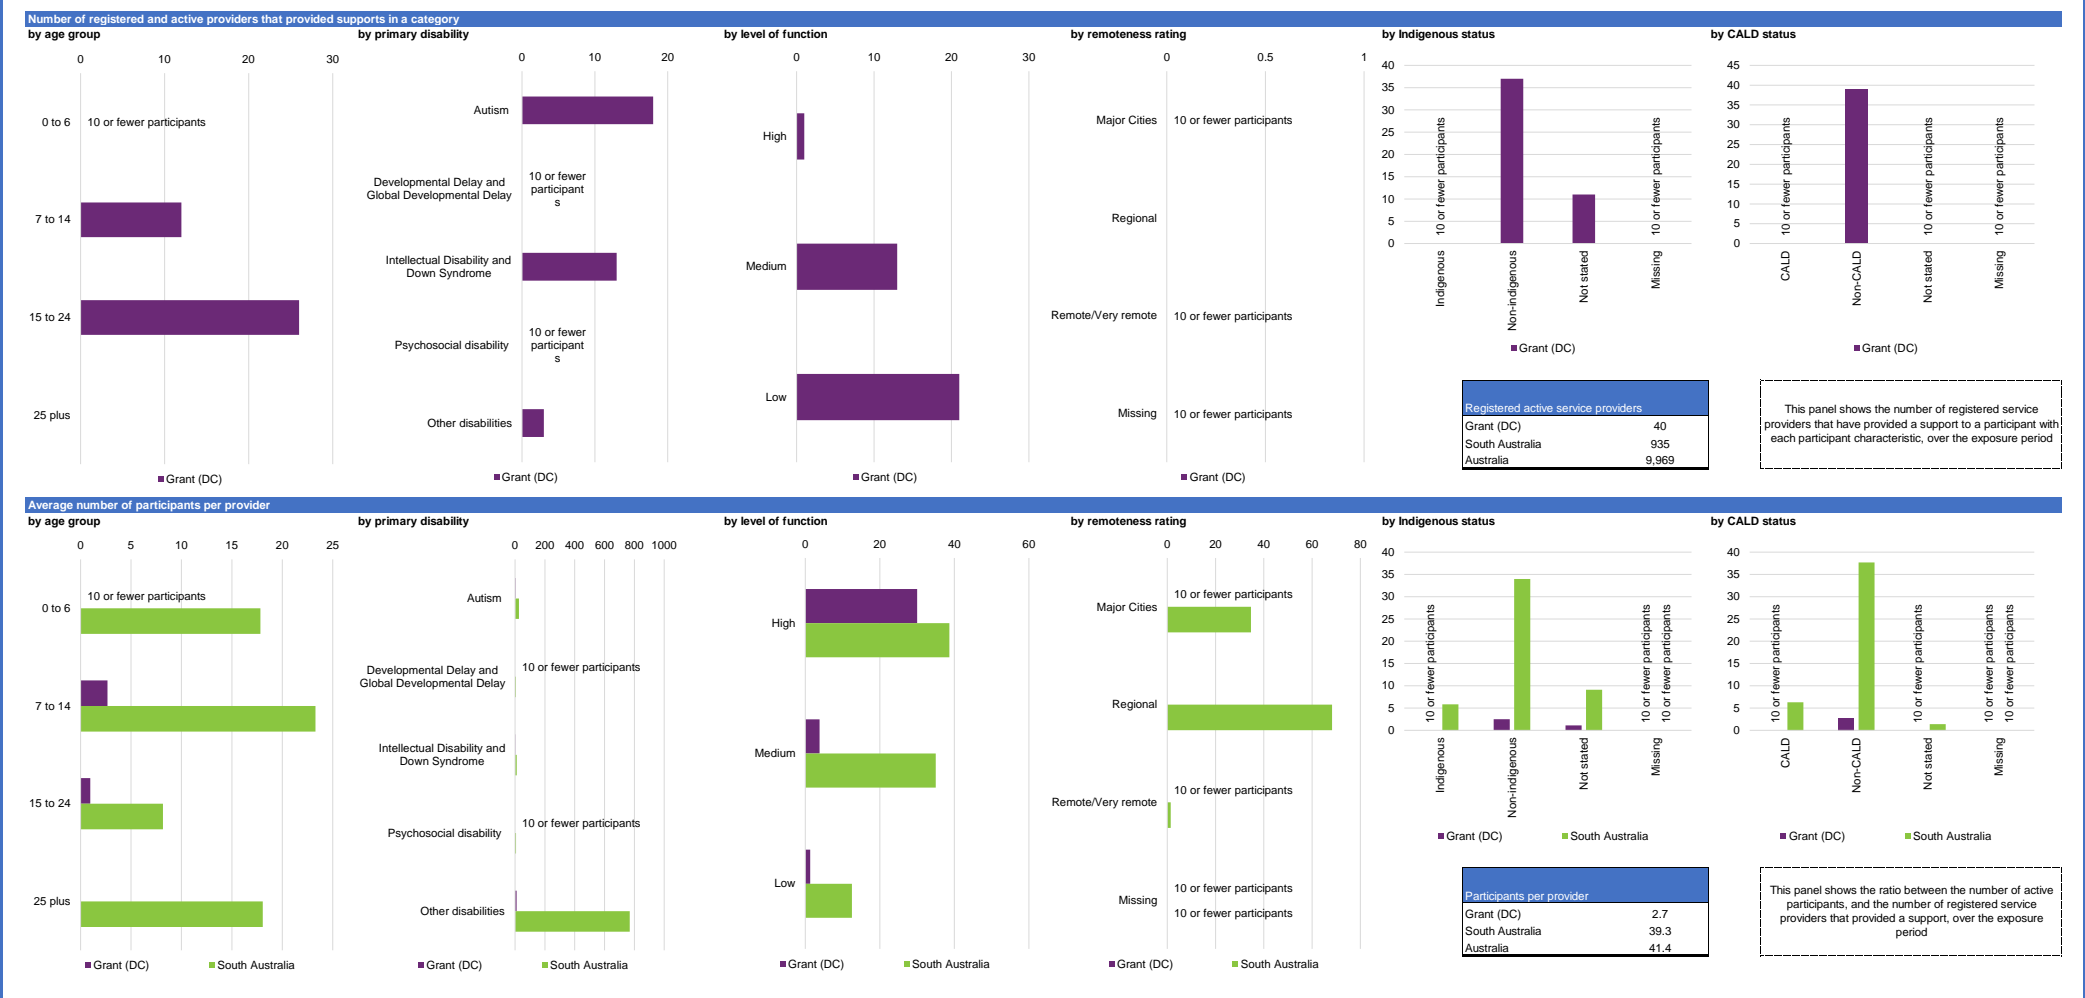 Number of registered and active providers that provided supports in a category
by age group
0 10 20 30
0 to 6
10 or fewer participants
7 to 14
15 to 24
25 plus
Grant (DC)
by primary disability
0 10 20
Autism
Developmental Delay and
Global Developmental Delay
10 or fewer
participant
s
Intellectual Disability and
Down Syndrome
Psychosocial disability
10 or fewer
participant
s
Other disabilities
Grant (DC)
by level of function
0 10 20 30
High
Medium
Low
Grant (DC)
by remoteness rating
0 0.5 1
Major Cities
10 or fewer participants
Regional
Remote/Very remote
10 or fewer participants
Missing
10 or fewer participants
Grant (DC)
by Indigenous status
40
35
30
25
20
15
10
5
0
10 or fewer participants
10 or fewer participants
Indigenous
Non-indigenous
Not stated
Missing
Grant (DC)
by CALD status
45
40
35
30
25
20
15
10
5
0
10 or fewer participants
10 or fewer participants
10 or fewer participants
CALD
Non-CALD
Not stated
Missing
Grant (DC)
Registered active service providers
Grant (DC) 40
South Australia 935
Australia 9,969
This panel shows the number of registered service
providers that have provided a support to a participant with
each participant characteristic, over the exposure period
Average number of participants per provider
by age group
0 5 10 15 20 25
0 to 6
10 or fewer participants
7 to 14
15 to 24
25 plus
Grant (DC) South Australia
by primary disability
0 200 400 600 800 1000
Autism
Developmental Delay and
Global Developmental Delay
10 or fewer participants
Intellectual Disability and
Down Syndrome
Psychosocial disability
10 or fewer participants
Other disabilities
Grant (DC) South Australia
by level of function
0 20 40 60
High
Medium
Low
Grant (DC) South Australia
by remoteness rating
0 20 40 60 80
Major Cities
10 or fewer participants
Regional
Remote/Very remote
10 or fewer participants
Missing
10 or fewer participants
10 or fewer participants
Grant (DC) South Australia
by Indigenous status
40
35
30
25
20
15
10
5
0
10 or fewer participants
10 or fewer participants
10 or fewer participants
Indigenous
Non-indigenous
Not stated
Missing
Grant (DC) South Australia
by CALD status
40
35
30
25
20
15
10
5
0
10 or fewer participants
10 or fewer participants
10 or fewer participants
10 or fewer participants
CALD
Non-CALD
Not stated
Missing
Grant (DC) South Australia
Participants per provider
Grant (DC) 2.7
South Australia 39.3
Australia 41.4
This panel shows the ratio between the number of active
participants, and the number of registered service
providers that provided a support, over the exposure
period